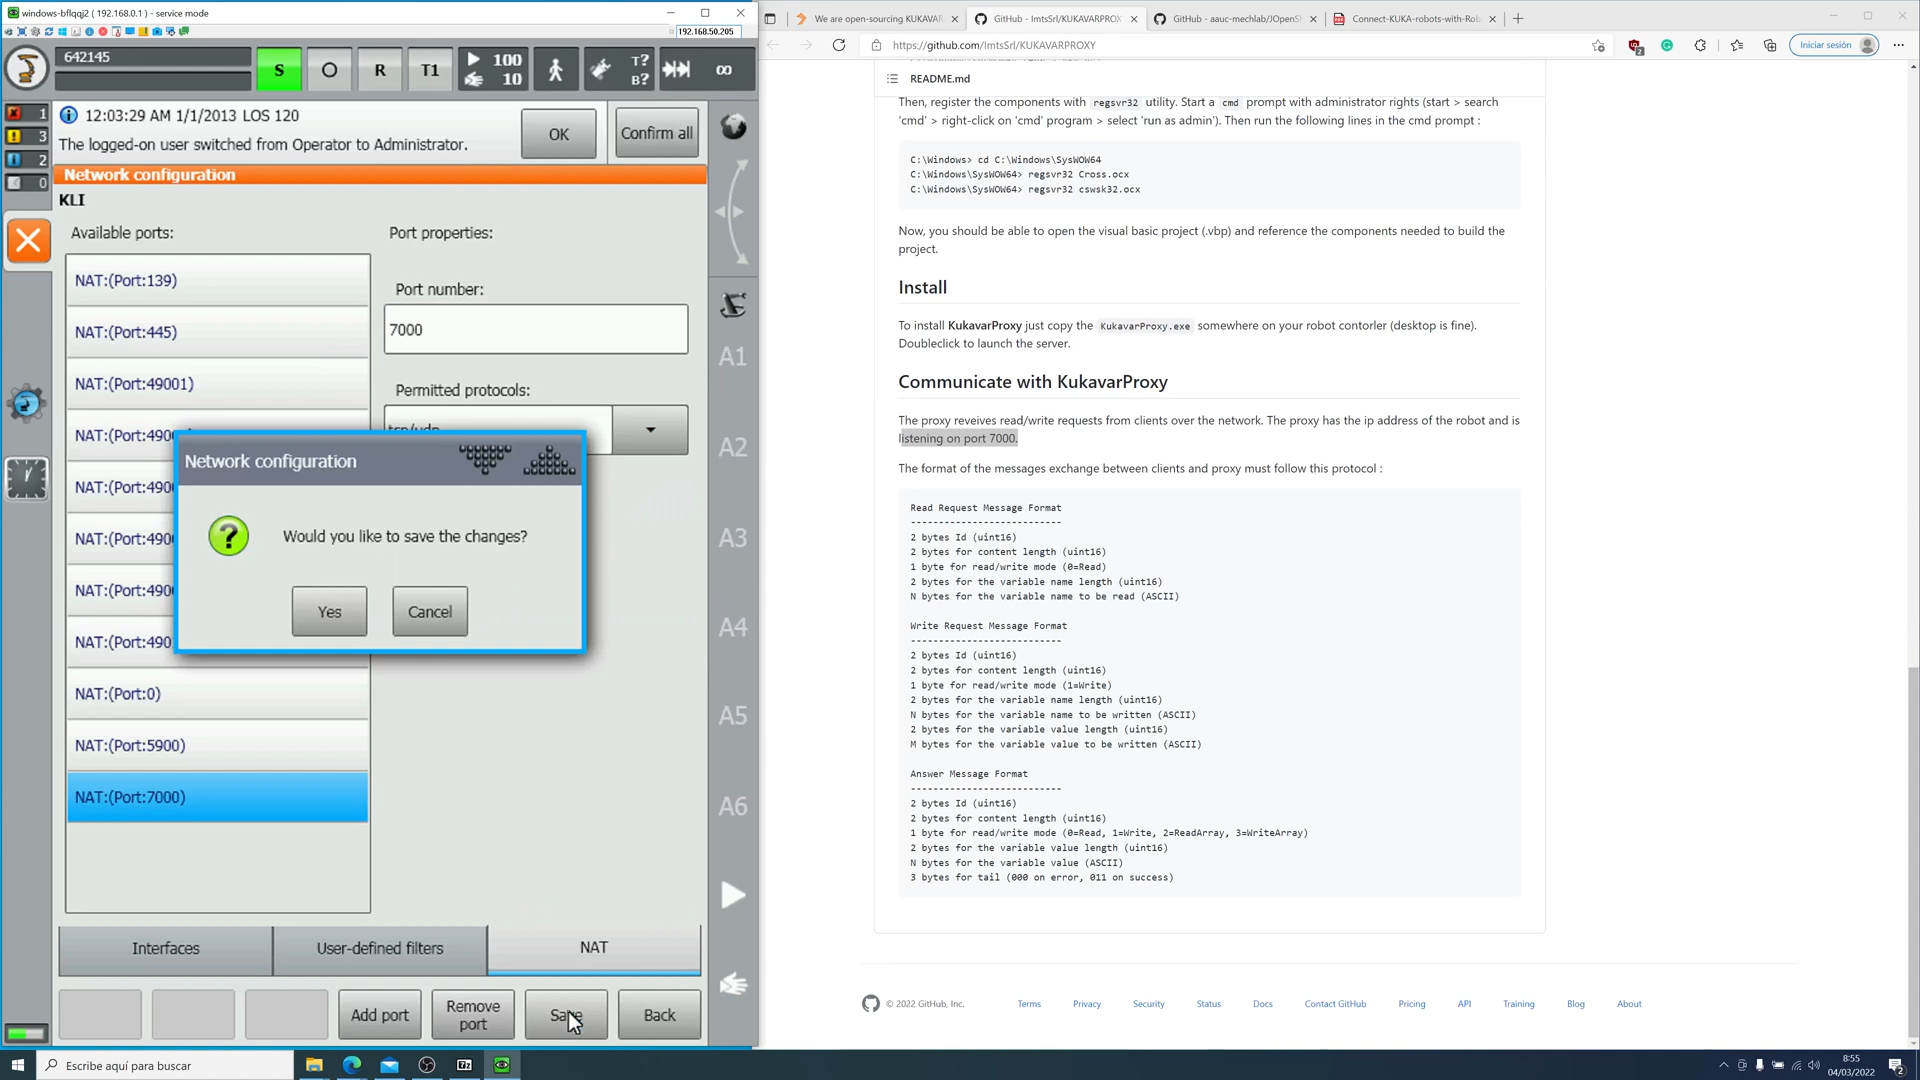 windows-bflqqj2 ( 192.168.0.1 ) - service mode
192.168.50.205
642145
S
O
R
T1
100
10
T?
B?
∞
1
3
2
0
12:03:29 AM 1/1/2013 LOS 120
The logged-on user switched from Operator to Administrator.
OK
Confirm all
Network configuration
KLI
Available ports:
NAT:(Port:139)
NAT:(Port:445)
NAT:(Port:49001)
NAT:(Port:0)
NAT:(Port:5900)
NAT:(Port:7000)
Port properties:
Port number:
7000
Permitted protocols:
Network configuration
Would you like to save the changes?
Yes
Cancel
A1
A2
A3
A4
A5
A6
Interfaces
User-defined filters
NAT
Add port
Remove port
Save
Back
We are open-sourcing KUKAVAR
GitHub - ImtsSrl/KUKAVARPROX
GitHub - aauc-mechlab/JOpenS
Connect-KUKA-robots-with-Rob
https://github.com/ImtsSrl/KUKAVARPROXY
Iniciar sesión
README.md
Then, register the components with regsvr32 utility. Start a cmd prompt with administrator rights (start > search
'cmd' > right-click on 'cmd' program > select 'run as admin'). Then run the following lines in the cmd prompt :
C:\Windows> cd C:\Windows\SysWOW64
C:\Windows\SysWOW64> regsvr32 Cross.ocx
C:\Windows\SysWOW64> regsvr32 cswsk32.ocx
Now, you should be able to open the visual basic project (.vbp) and reference the components needed to build the
project.
Install
To install KukavarProxy just copy the KukavarProxy.exe somewhere on your robot contorler (desktop is fine).
Doubleclick to launch the server.
Communicate with KukavarProxy
The proxy reveives read/write requests from clients over the network. The proxy has the ip address of the robot and is
listening on port 7000.
The format of the messages exchange between clients and proxy must follow this protocol :
Read Request Message Format
---------------------------
2 bytes Id (uint16)
2 bytes for content length (uint16)
1 byte for read/write mode (0=Read)
2 bytes for the variable name length (uint16)
N bytes for the variable name to be read (ASCII)
Write Request Message Format
---------------------------
2 bytes Id (uint16)
2 bytes for content length (uint16)
1 byte for read/write mode (1=Write)
2 bytes for the variable name length (uint16)
N bytes for the variable name to be written (ASCII)
2 bytes for the variable value length (uint16)
M bytes for the variable value to be written (ASCII)
Answer Message Format
---------------------------
2 bytes Id (uint16)
2 bytes for content length (uint16)
1 byte for read/write mode (0=Read, 1=Write, 2=ReadArray, 3=WriteArray)
2 bytes for the variable value length (uint16)
N bytes for the variable value (ASCII)
3 bytes for tail (000 on error, 011 on success)
© 2022 GitHub, Inc.
Terms
Privacy
Security
Status
Docs
Contact GitHub
Pricing
API
Training
Blog
About
Escribe aquí para buscar
8:55
04/03/2022
2